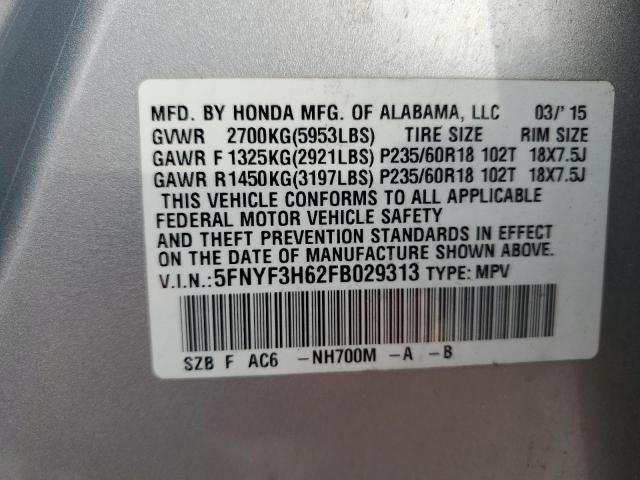 MFD. BY HONDA MFG. OF ALABAMA, LLC 03/'15
GVWR 2700KG(5953LBS) TIRE SIZE RIM SIZE
GAWR F 1325KG(2921LBS) P235/60R18 102T 18X7.5J
GAWR R1450KG(3197LBS) P235/60R18 102T 18X7.5J
THIS VEHICLE CONFORMS TO ALL APPLICABLE
FEDERAL MOTOR VEHICLE SAFETY
AND THEFT PREVENTION STANDARDS IN EFFECT
ON THE DATE OF MANUFACTURE SHOWN ABOVE.
V.I.N.: 5FNYF3H62FB029313 TYPE: MPV
SZB F AC6 -NH700M -A -B